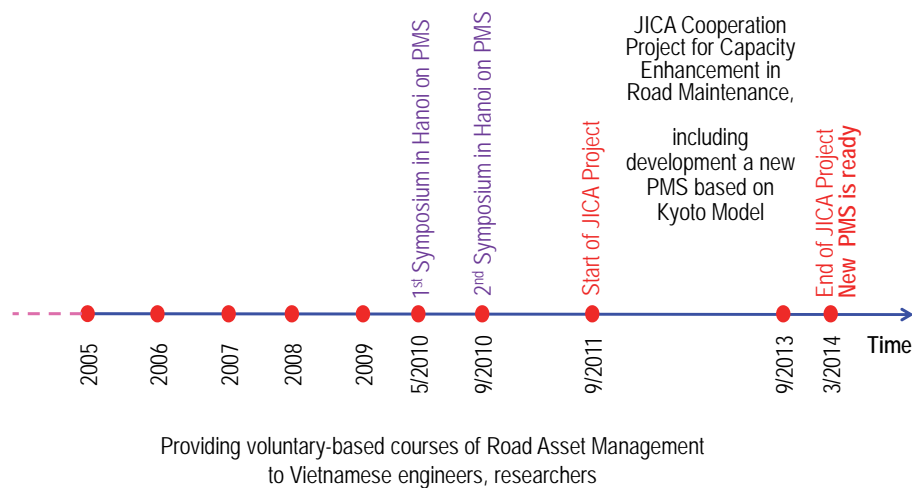 JICA Cooperation
Project for Capacity
Enhancement in
Road Maintenance,
including
development a new
PMS based on
Kyoto Model
1st Symposium in Hanoi on PMS
2nd Symposium in Hanoi on PMS
Start of JICA Project
End of JICA Project
New PMS is ready
Time
2005
2006
2007
2008
2009
5/2010
9/2010
9/2011
9/2013
3/2014
Providing voluntary-based courses of Road Asset Management
to Vietnamese engineers, researchers